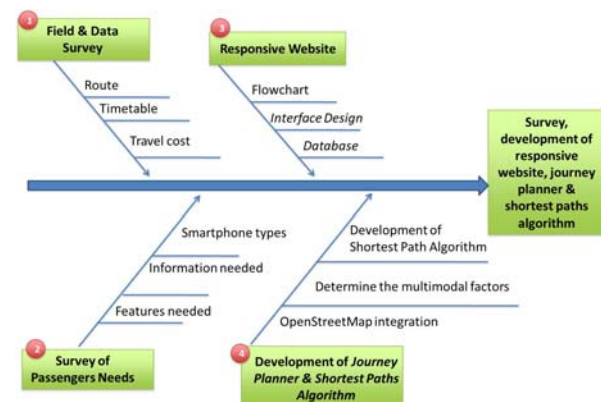 1
Field & Data
Survey
Route
Timetable
Travel cost
3
Responsive Website
Flowchart
Interface Design
Database
Survey,
development of
responsive
website, journey
planner &
shortest paths
algorithm
Smartphone types
Information needed
Features needed
2
Survey of
Passengers Needs
Development of
Shortest Path Algorithm
Determine the multimodal factors
OpenStreetMap integration
4
Development of Journey
Planner & Shortest Paths
Algorithm